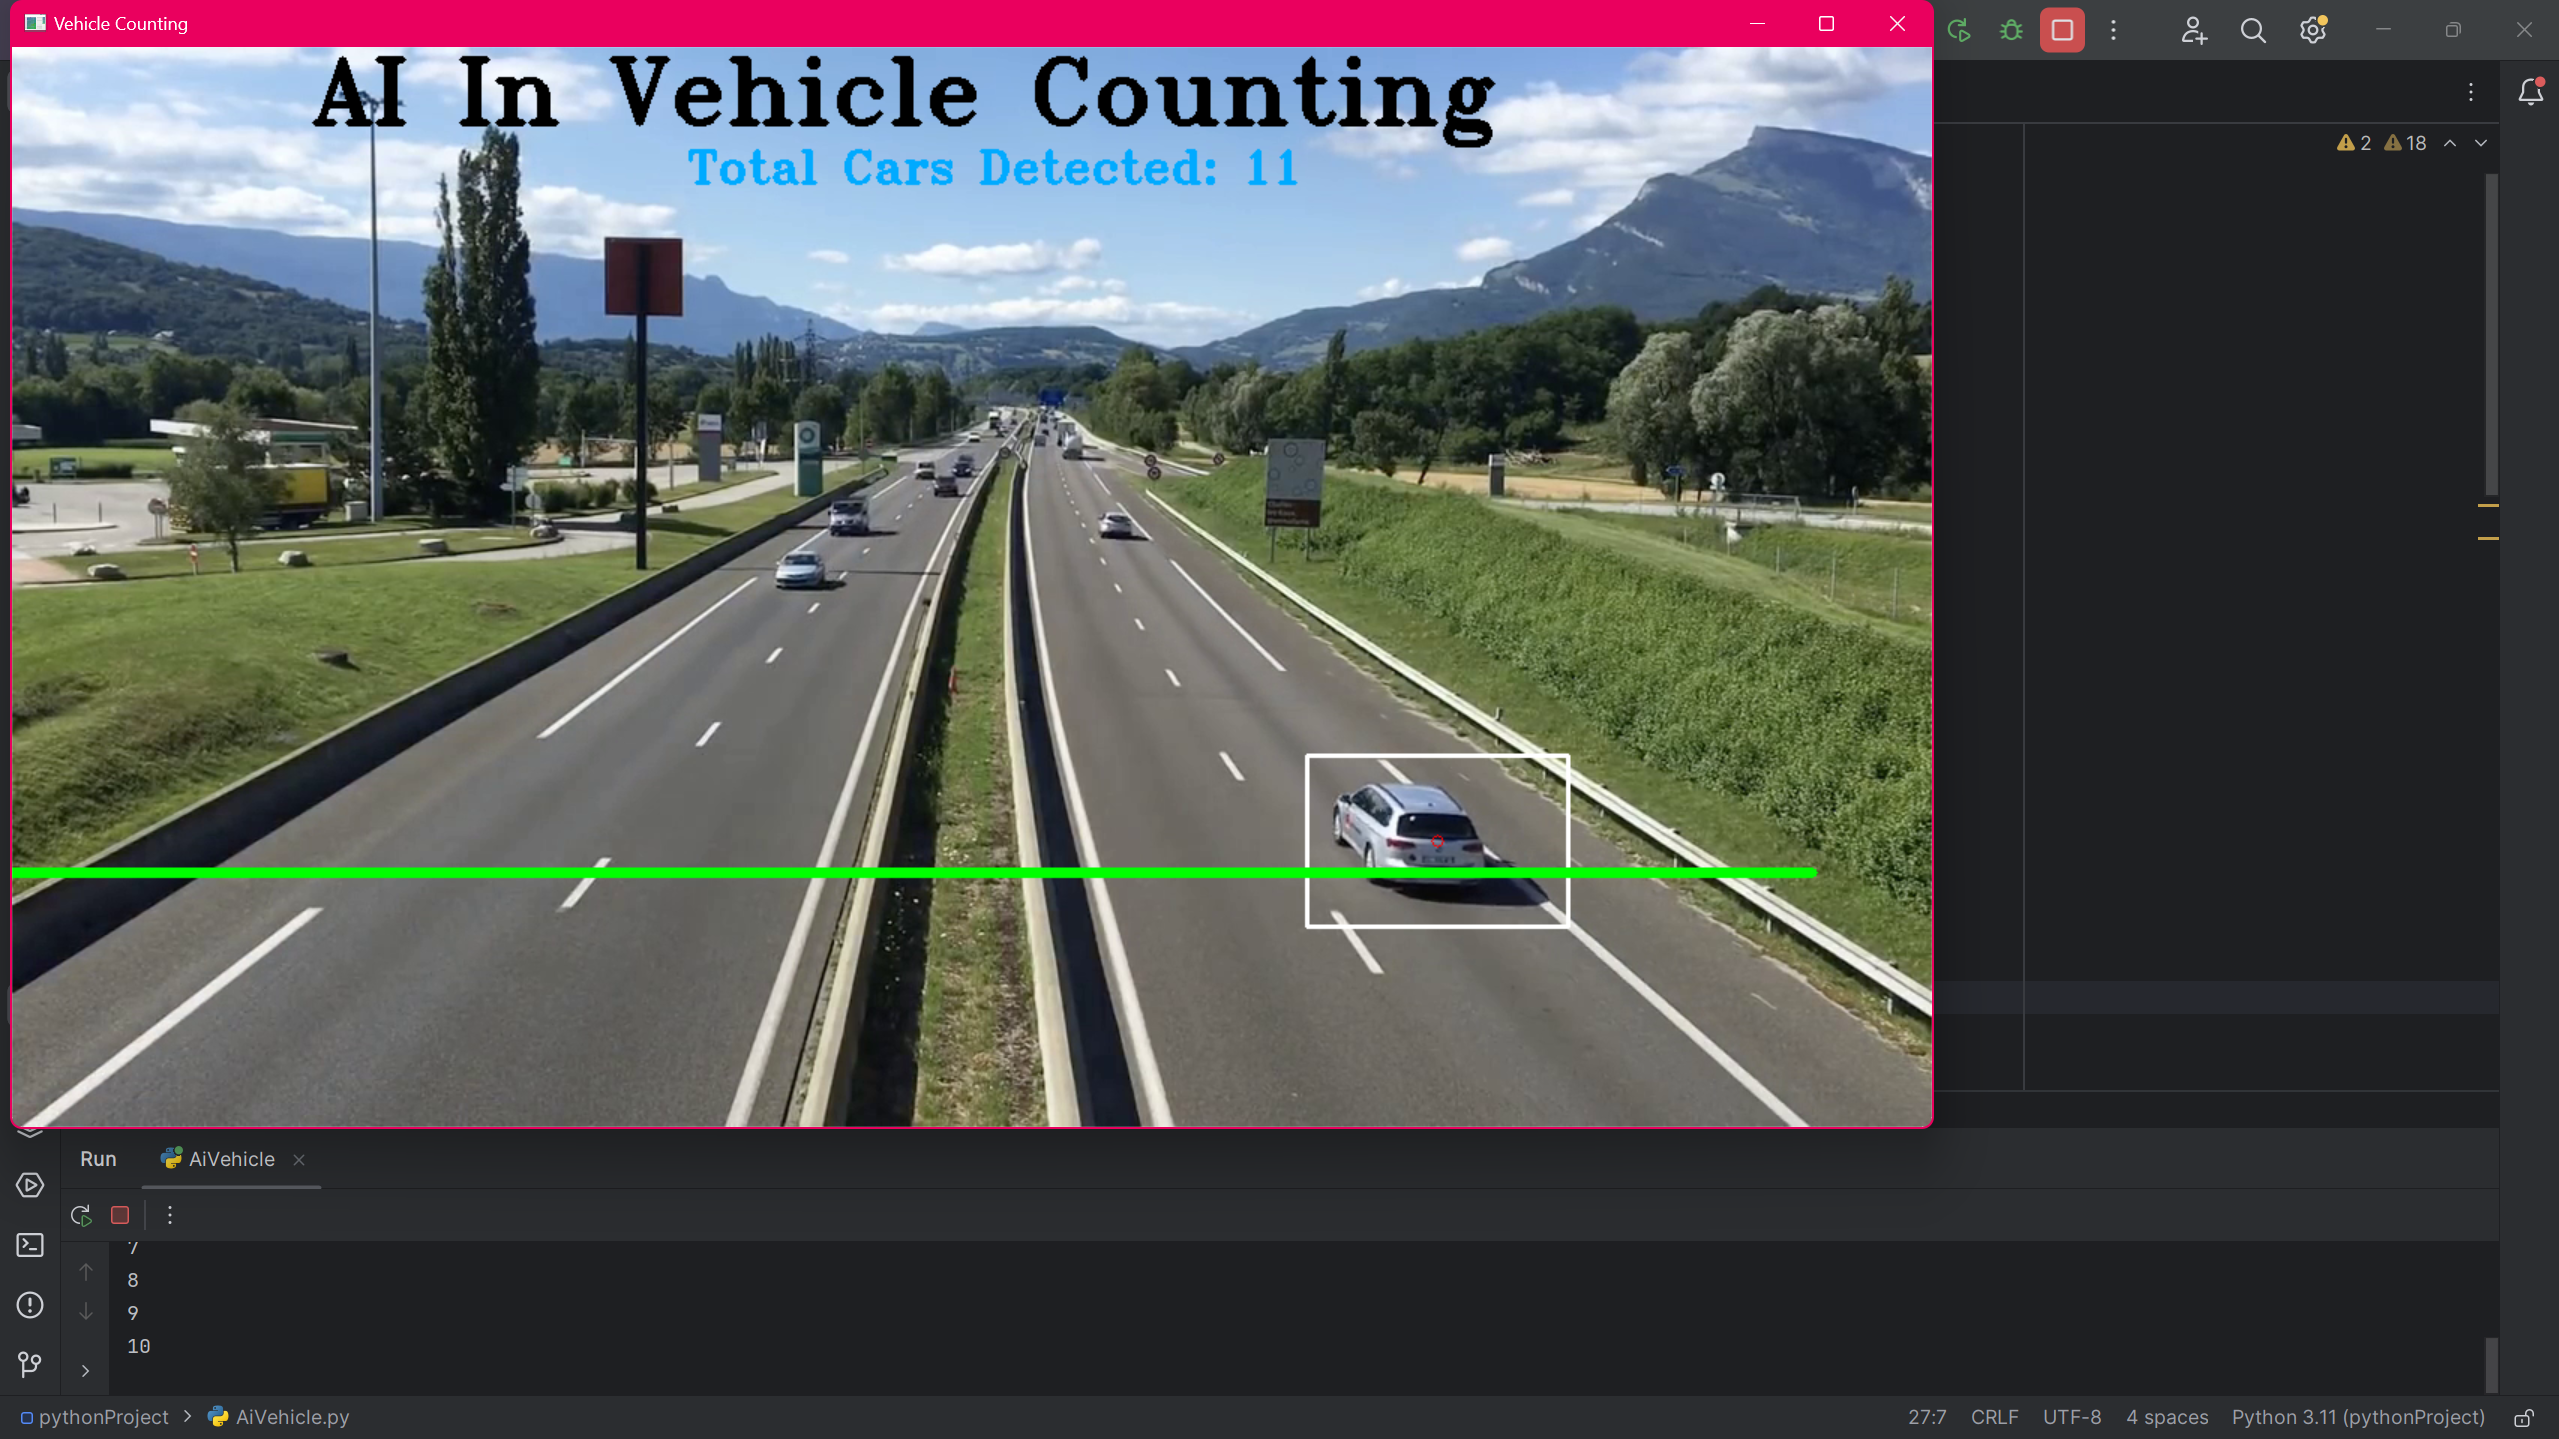 Vehicle Counting
AI In Vehicle Counting
Total Cars Detected: 11
2 18
Run AiVehicle
7
8
9
10
pythonProject > AiVehicle.py
27:7 CRLF UTF-8 4 spaces Python 3.11 (pythonProject)